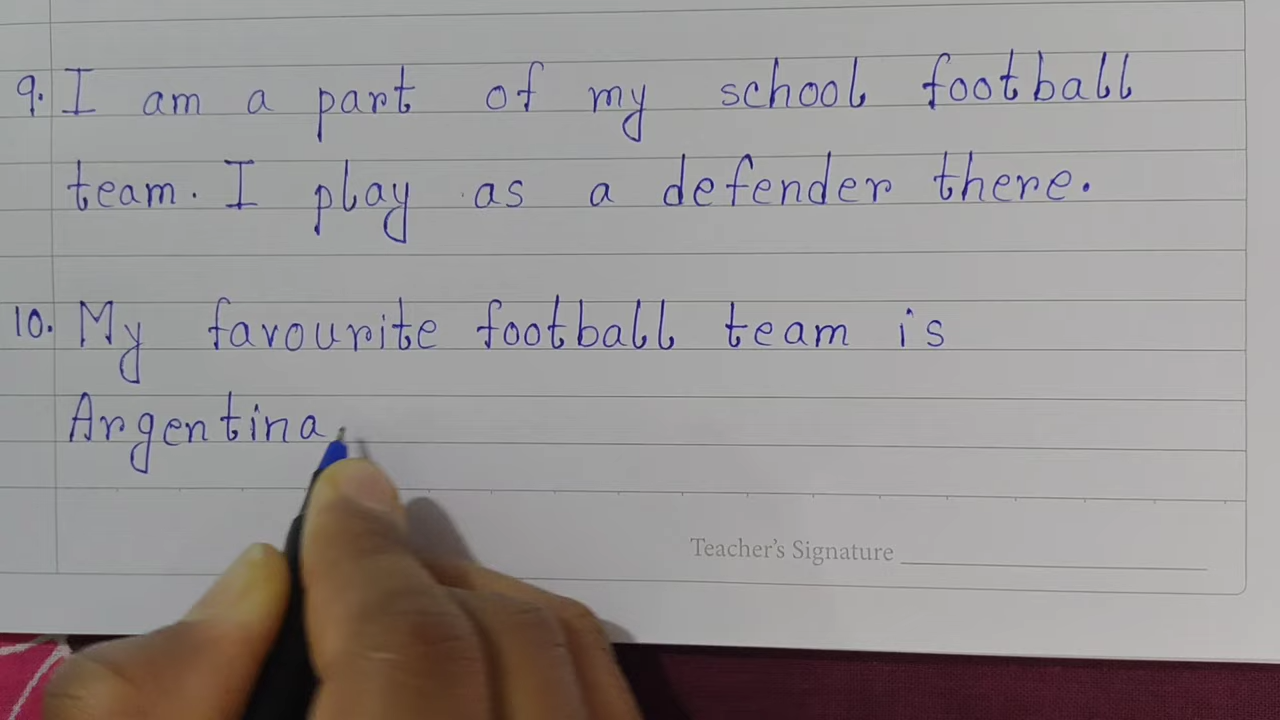 9. I am a part of my school football
team. I play as a defender there.
10. My favourite football team is
Argentina
Teacher's Signature